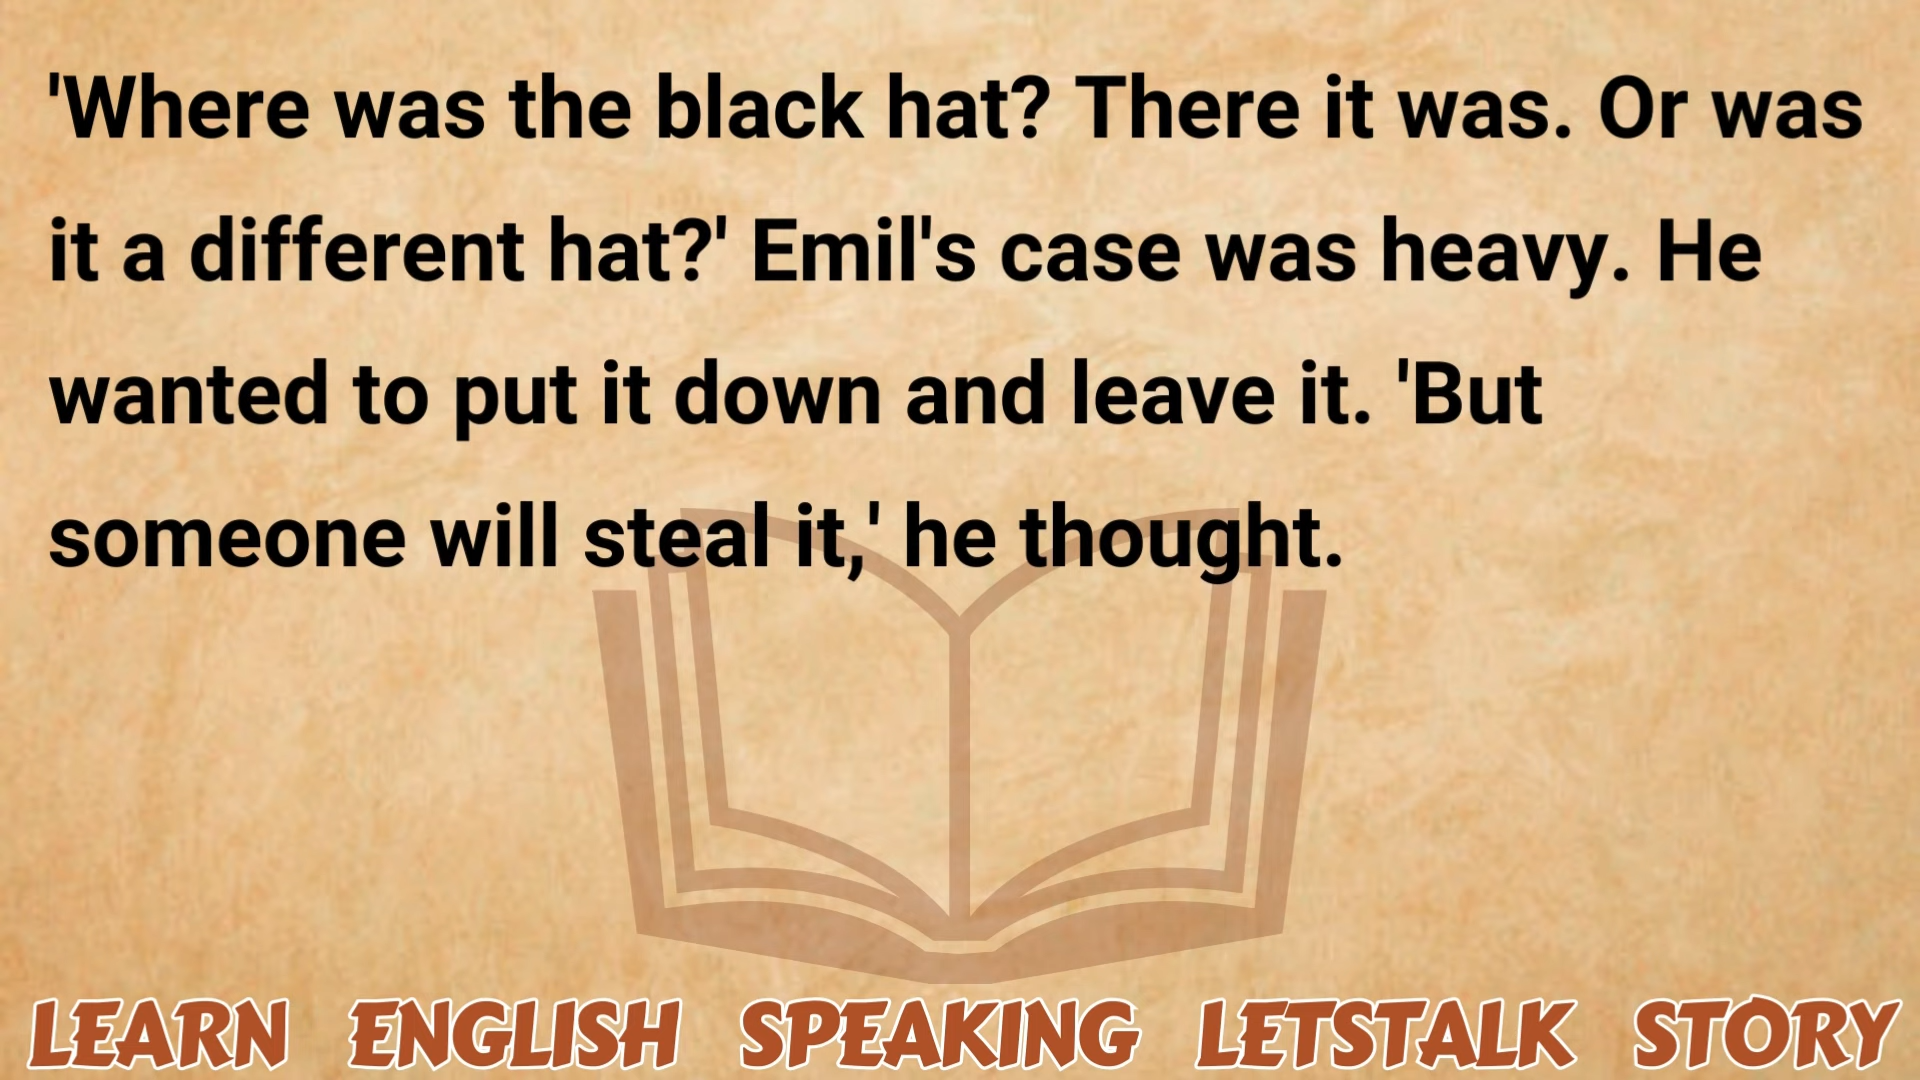 'Where was the black hat? There it was. Or was
it a different hat?' Emil's case was heavy. He
wanted to put it down and leave it. 'But
someone will steal it,' he thought.
LEARN ENGLISH SPEAKING LETSTALK STORY